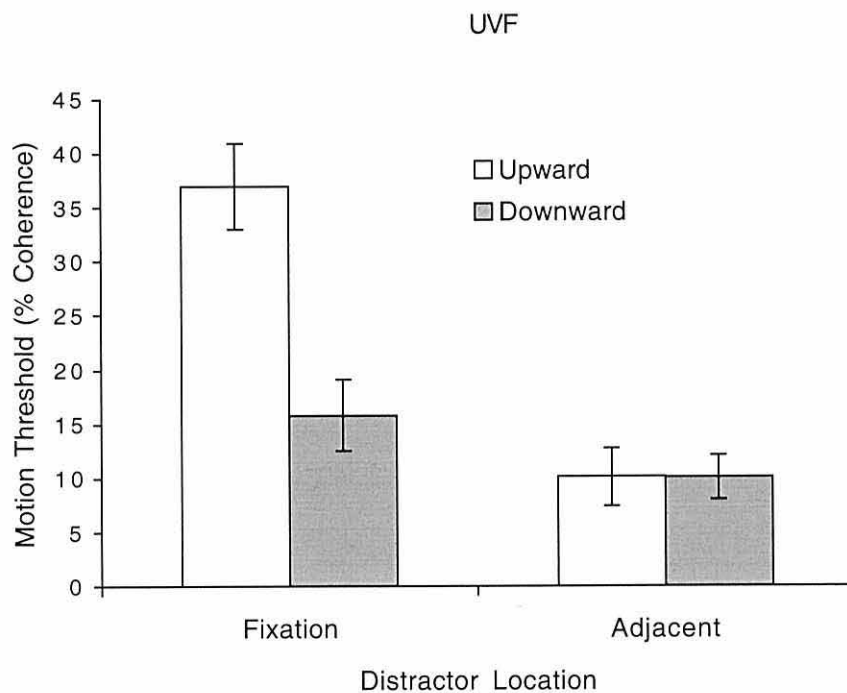 UVF
Motion Threshold (% Coherence)
45
40
35
30
25
20
15
10
5
0
Upward
Downward
Fixation
Adjacent
Distractor Location